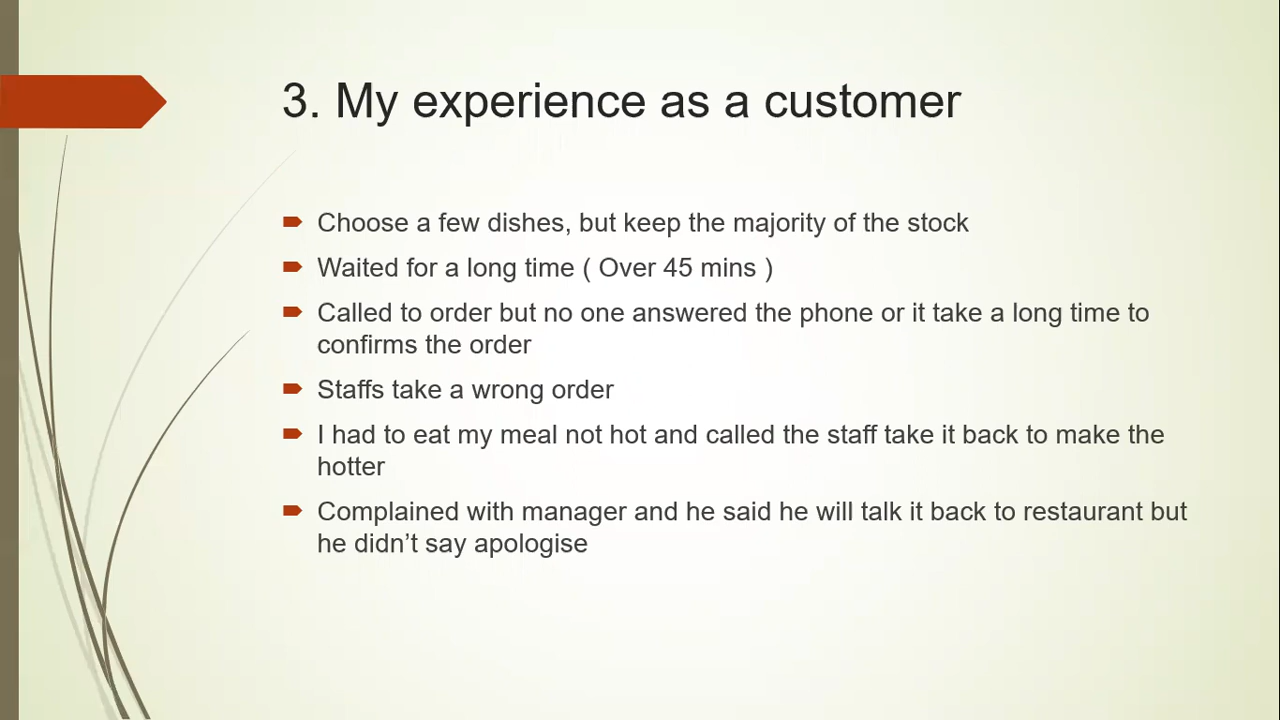 3. My experience as a customer
Choose a few dishes, but keep the majority of the stock
Waited for a long time ( Over 45 mins )
Called to order but no one answered the phone or it take a long time to
confirms the order
Staffs take a wrong order
I had to eat my meal not hot and called the staff take it back to make the
hotter
Complained with manager and he said he will talk it back to restaurant but
he didn’t say apologise